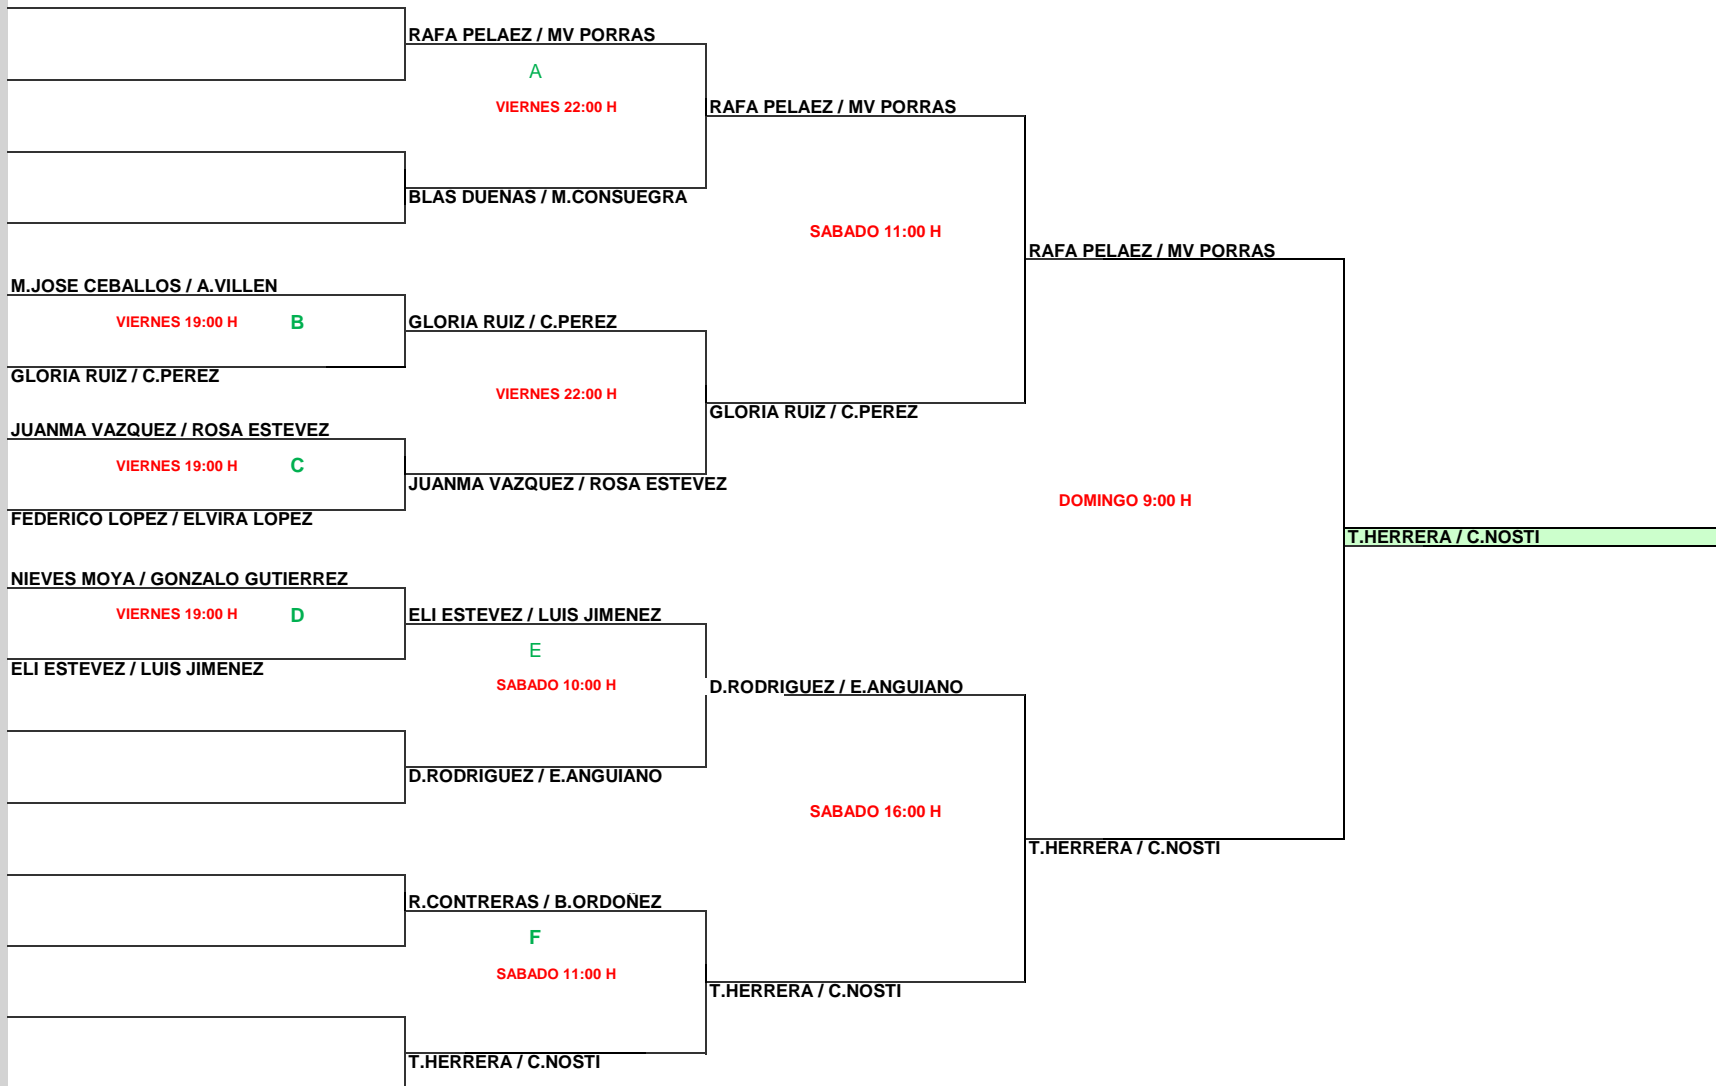 RAFA PELAEZ / MV PORRAS
A
VIERNES 22:00 H
RAFA PELAEZ / MV PORRAS
BLAS DUENAS / M.CONSUEGRA
SABADO 11:00 H
RAFA PELAEZ / MV PORRAS
M.JOSE CEBALLOS / A.VILLEN
VIERNES 19:00 H B
GLORIA RUIZ / C.PEREZ
GLORIA RUIZ / C.PEREZ
VIERNES 22:00 H
GLORIA RUIZ / C.PEREZ
JUANMA VAZQUEZ / ROSA ESTEVEZ
VIERNES 19:00 H C
JUANMA VAZQUEZ / ROSA ESTEVEZ
DOMINGO 9:00 H
FEDERICO LOPEZ / ELVIRA LOPEZ
T.HERRERA / C.NOSTI
NIEVES MOYA / GONZALO GUTIERREZ
VIERNES 19:00 H D
ELI ESTEVEZ / LUIS JIMENEZ
E
ELI ESTEVEZ / LUIS JIMENEZ
SABADO 10:00 H
D.RODRIGUEZ / E.ANGUIANO
D.RODRIGUEZ / E.ANGUIANO
SABADO 16:00 H
T.HERRERA / C.NOSTI
R.CONTRERAS / B.ORDOÑEZ
F
SABADO 11:00 H
T.HERRERA / C.NOSTI
T.HERRERA / C.NOSTI